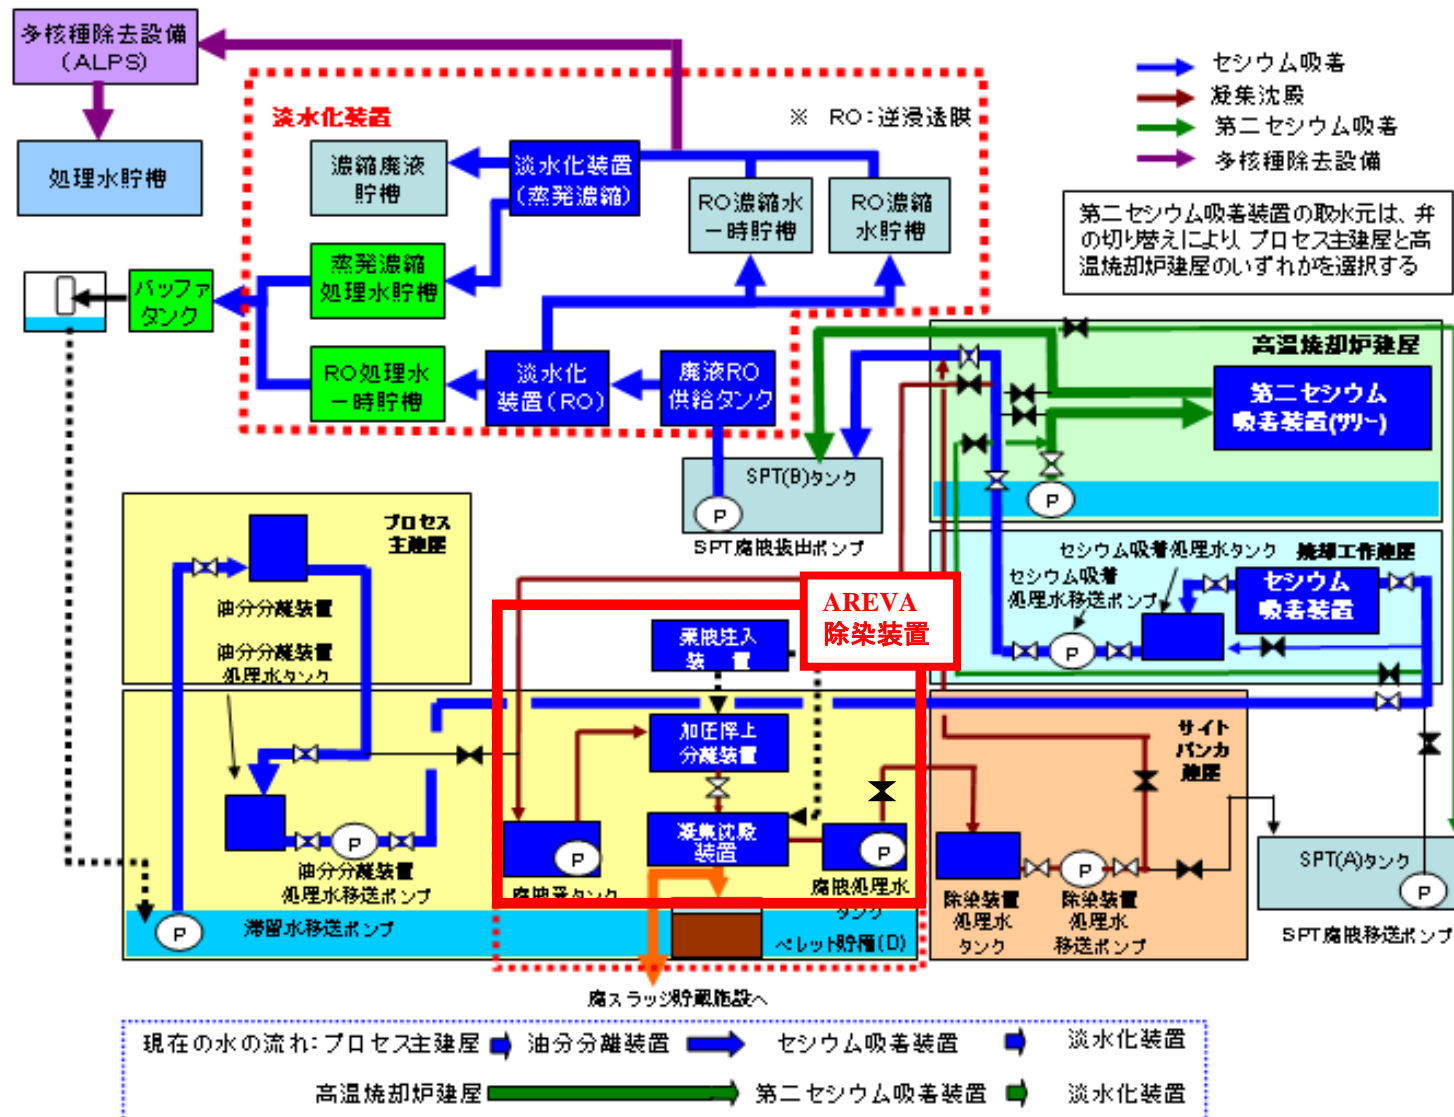 多核種除去設備
(ALPS)
処理水貯槽
淡水化装置
※ RO:逆浸透膜
濃縮廃液
貯槽
淡水化装置
(蒸発濃縮)
RO濃縮水
一時貯槽
RO濃縮
水貯槽
セシウム吸着
凝集沈殿
第二セシウム吸着
多核種除去設備
第二セシウム吸着装置の取水元は、弁
の切り替えにより、プロセス主建屋と高
温焼却炉建屋のいずれかを選択する
蒸発濃縮
処理水貯槽
バッファ
タンク
RO処理水
一時貯槽
淡水化
装置(RO)
廃液RO
供給タンク
高温焼却炉建屋
第二セシウム
吸着装置(サリー)
P
SPT(B)タンク
P
SPT廃液抜出ポンプ
プロセス
主建屋
油分分離装置
油分分離装置
処理水タンク
セシウム吸着処理水タンク
焼却工作建屋
セシウム吸着
処理水移送ポンプ
セシウム
吸着装置
P
AREVA
除染装置
薬液注入
装 置
加圧浮上
分離装置
凝集沈殿
装置
P
油分分離装置
処理水移送ポンプ
P
廃液受タンク
P
廃液処理水
タンク
P
滞留水移送ポンプ
ペレット貯槽(D)
サイト
バンカ
建屋
P
除染装置
処理水
タンク
除染装置
処理水
移送ポンプ
SPT(A)タンク
P
SPT廃液移送ポンプ
廃スラッジ貯蔵施設へ
現在の水の流れ:プロセス主建屋 油分分離装置 セシウム吸着装置 淡水化装置
高温焼却炉建屋 第二セシウム吸着装置 淡水化装置